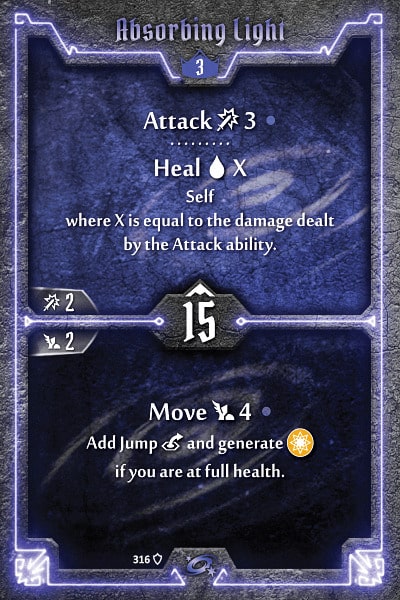 Absorbing Light
3
Attack 3
Heal X
Self
where X is equal to the damage dealt
by the Attack ability.
2
15
2
Move 4
Add Jump and generate
if you are at full health.
316